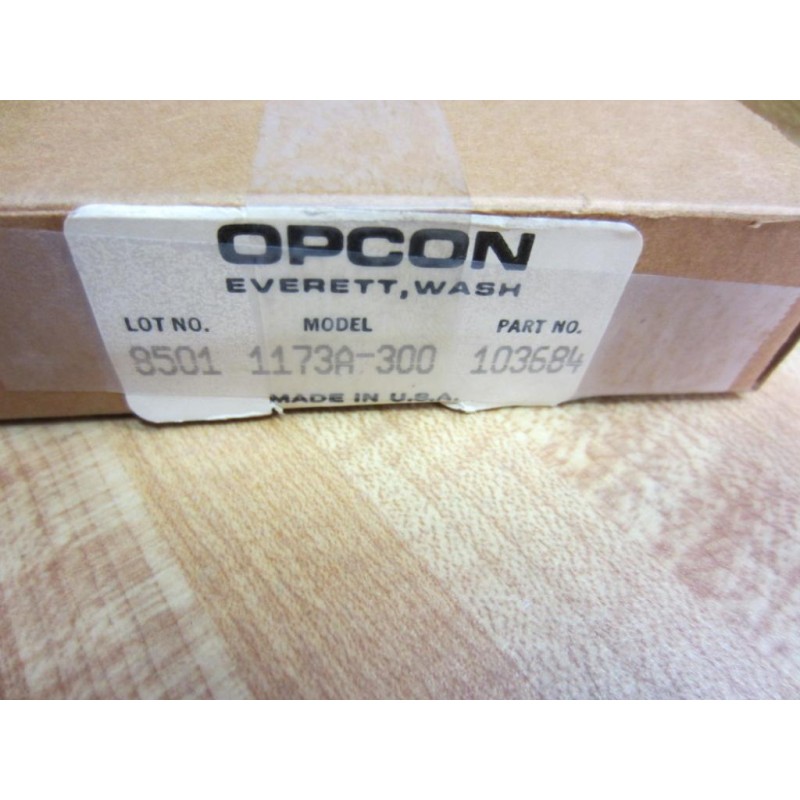 OPCON
EVERETT, WASH
LOT NO. MODEL PART NO.
8501 1173A-300 103684
MADE IN U.S.A.